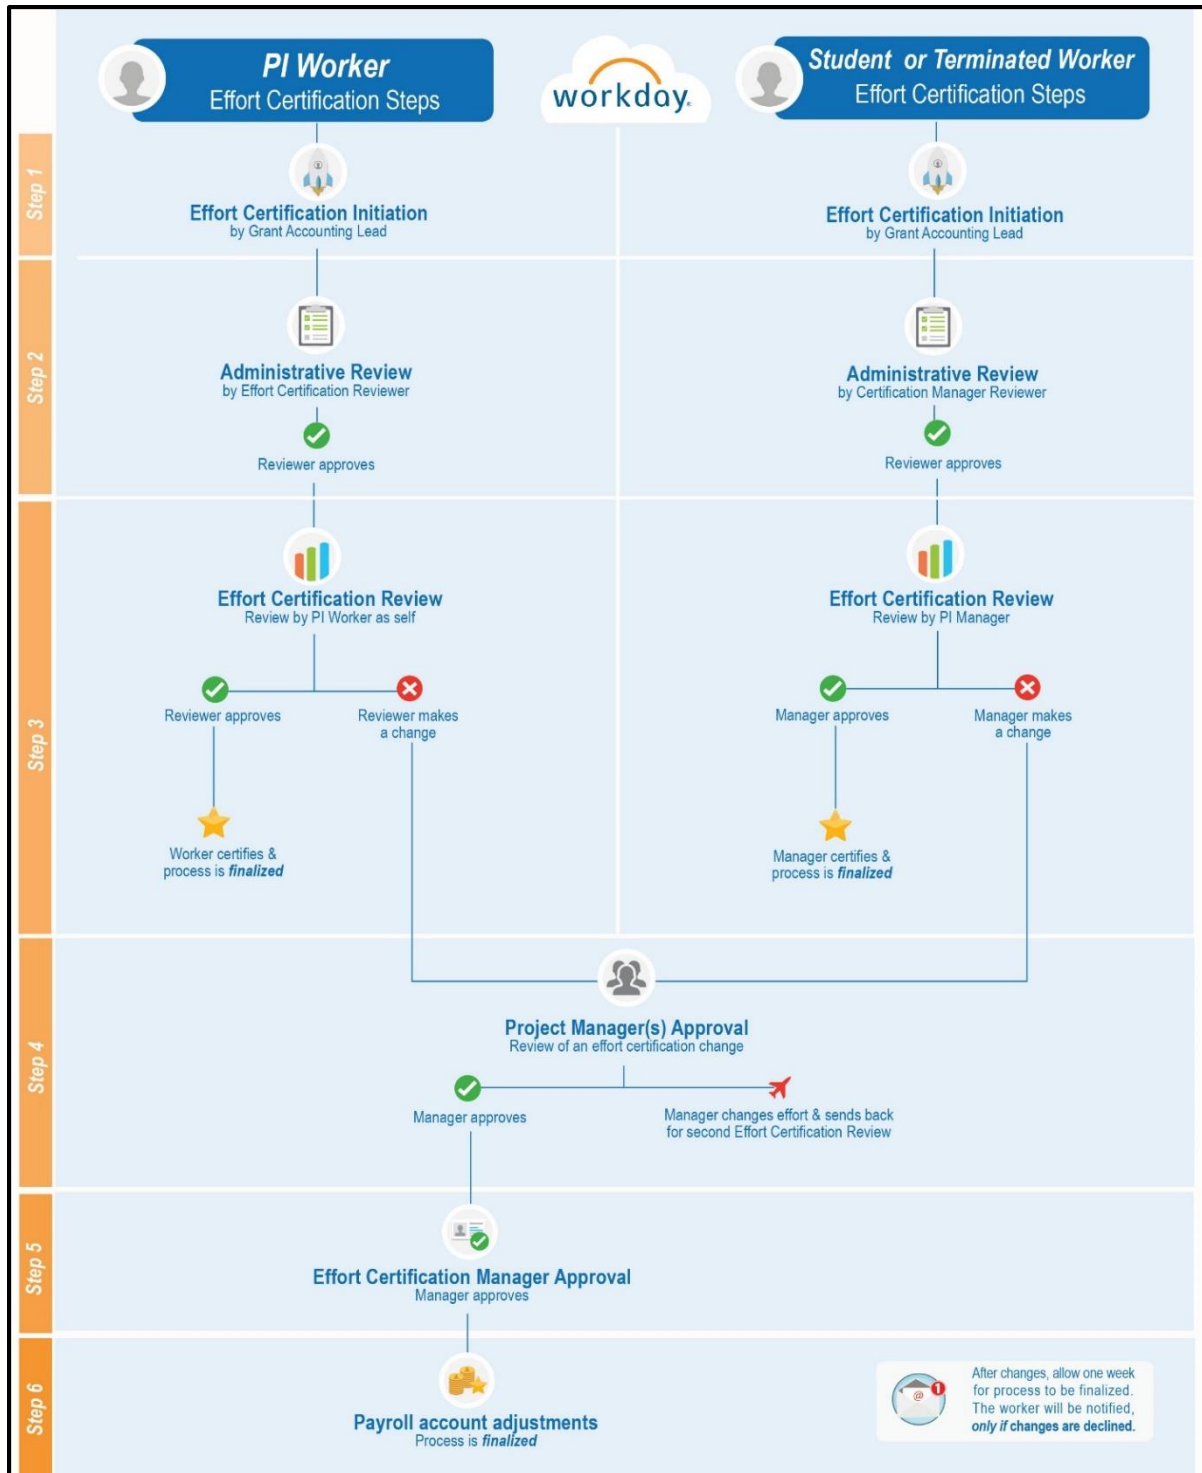 PI Worker
Effort Certification Steps
workday.
Student or Terminated Worker
Effort Certification Steps
Step 1
Effort Certification Initiation
by Grant Accounting Lead
Effort Certification Initiation
by Grant Accounting Lead
Step 2
Administrative Review
by Effort Certification Reviewer
Reviewer approves
Administrative Review
by Certification Manager Reviewer
Reviewer approves
Step 3
Effort Certification Review
Review by PI Worker as self
Reviewer approves
Reviewer makes
a change
Worker certifies &
process is finalized
Effort Certification Review
Review by PI Manager
Manager approves
Manager makes
a change
Manager certifies &
process is finalized
Step 4
Project Manager(s) Approval
Review of an effort certification change
Manager approves
Manager changes effort & sends back
for second Effort Certification Review
Step 5
Effort Certification Manager Approval
Manager approves
Step 6
Payroll account adjustments
Process is finalized
@
1
After changes, allow one week
for process to be finalized.
The worker will be notified,
only if changes are declined.